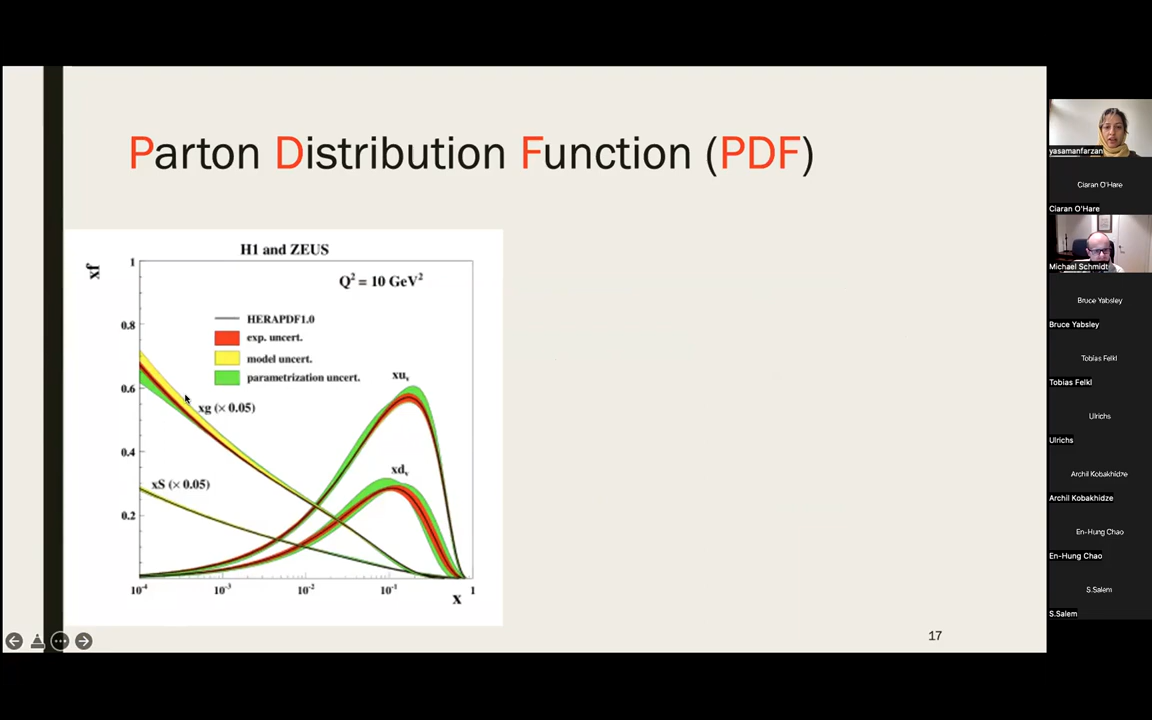 Parton Distribution Function (PDF)
H1 and ZEUS
xf
Q² = 10 GeV²
HERAPDF1.0
exp. uncert.
model uncert.
parametrization uncert.
xuᵥ
xg (× 0.05)
xdᵥ
xS (× 0.05)
1
0.8
0.6
0.4
0.2
10⁻⁴ 10⁻³ 10⁻² 10⁻¹ 1
x
17
yasamanfarzan
Ciaran O'Hare
Ciaran O'Hare
Michael Schmidt
Bruce Yabsley
Bruce Yabsley
Tobias Felkl
Tobias Felkl
Ulrichs
Ulrichs
Archil Kobakhidze
Archil Kobakhidze
En-Hung Chao
En-Hung Chao
S.Salem
S.Salem